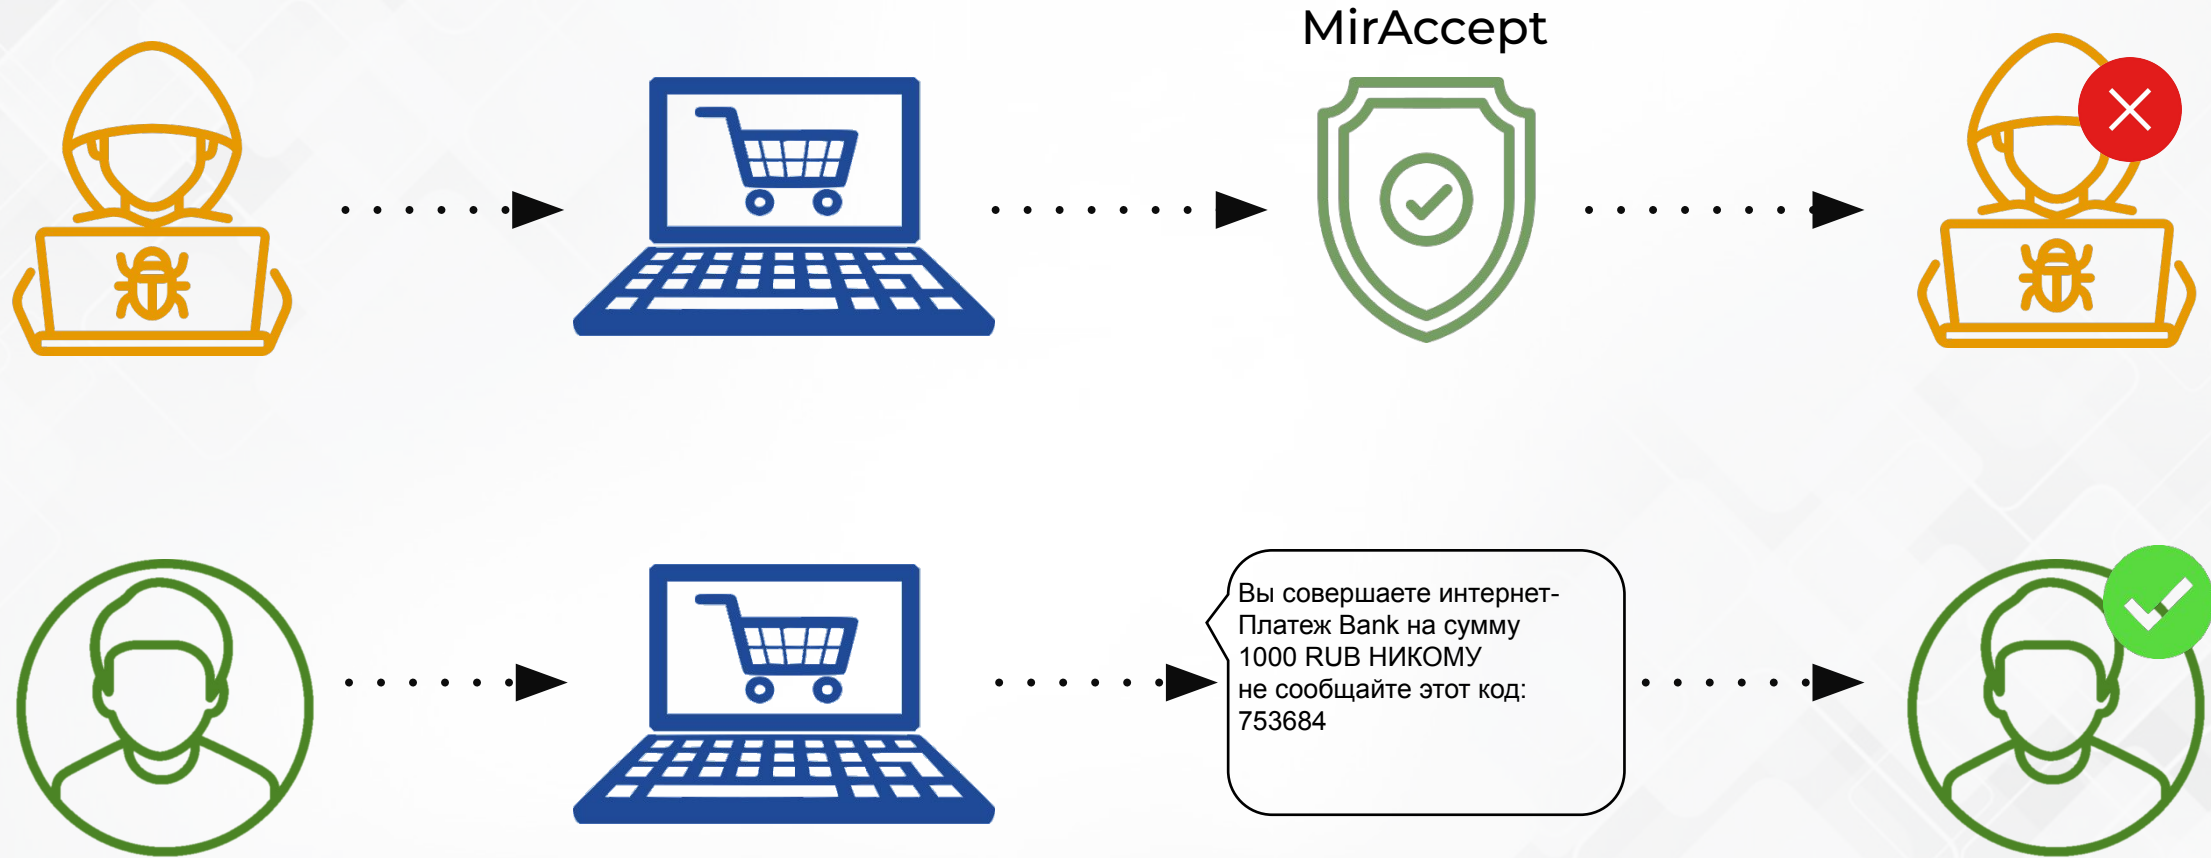 MirAccept
Вы совершаете интернет-
Платеж Bank на сумму
1000 RUB НИКОМУ
не сообщайте этот код:
753684